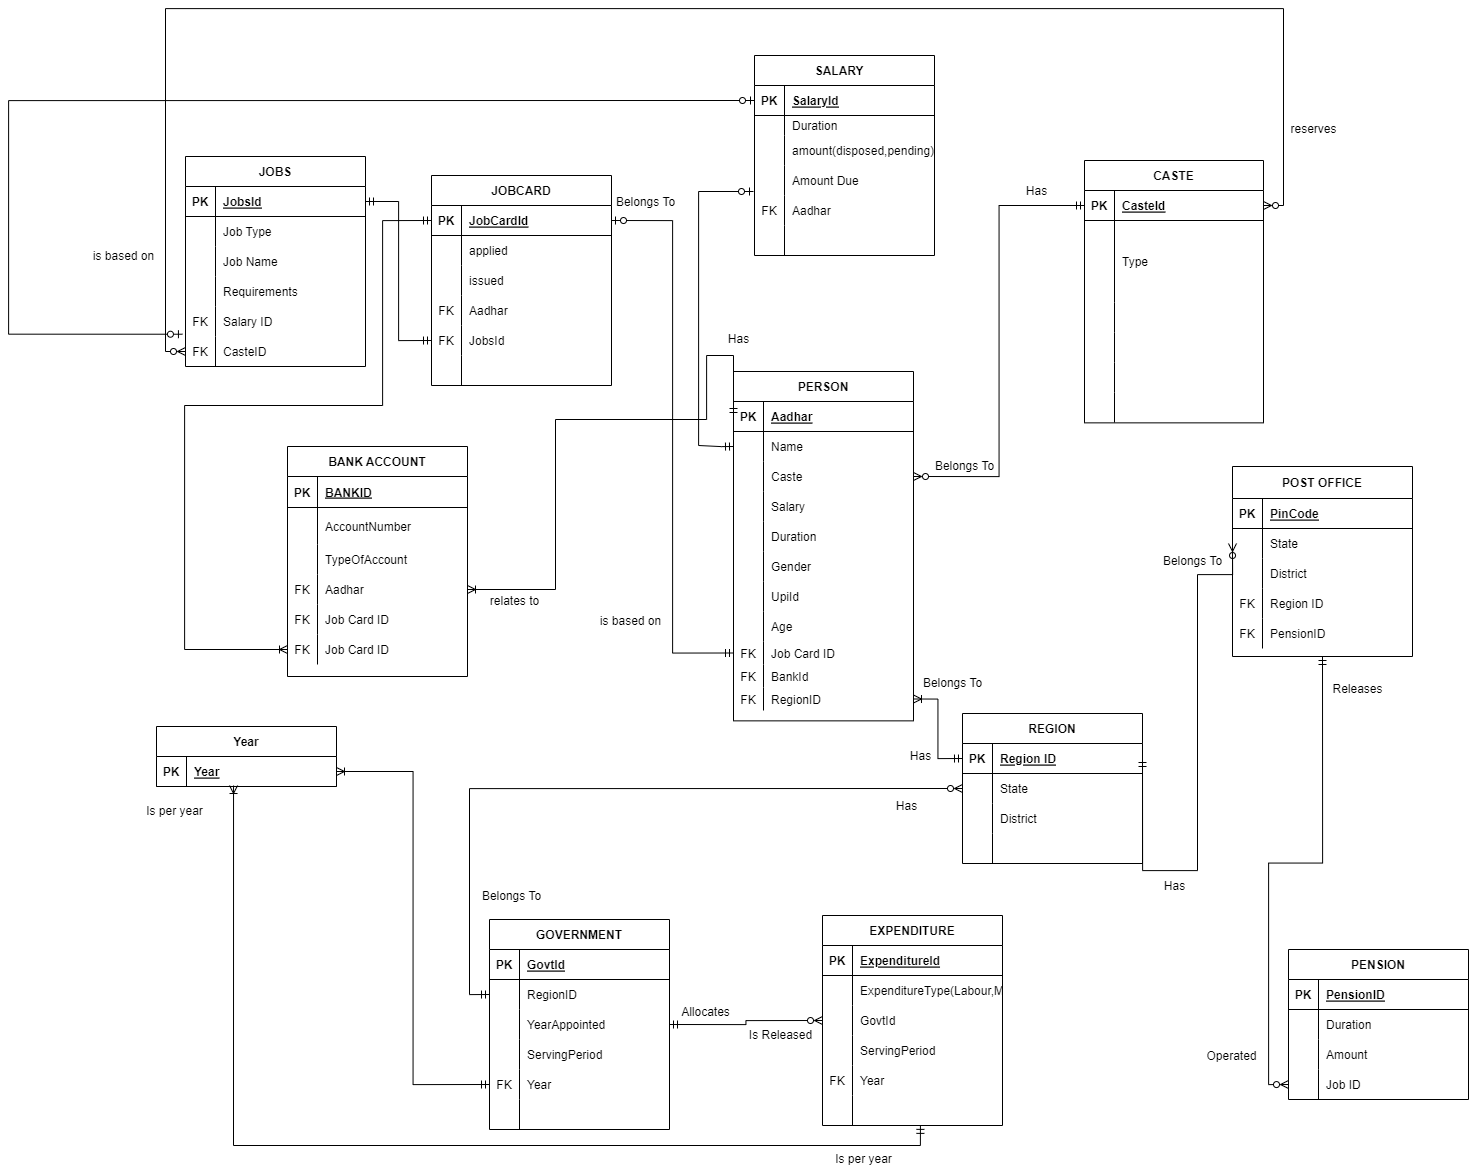 SALARY
PK SalaryId
Duration
amount(disposed,pending)
Amount Due
FK Aadhar
reserves
JOBS
PK JobsId
Job Type
Job Name
Requirements
FK Salary ID
FK CasteID
is based on
JOBCARD
PK JobCardId
applied
issued
FK Aadhar
FK JobsId
Belongs To
Has
CASTE
PK CasteId
Type
Has
PERSON
PK Aadhar
Name
Caste
Salary
Duration
Gender
UpiId
Age
FK Job Card ID
FK BankId
FK RegionID
Belongs To
BANK ACCOUNT
PK BANKID
AccountNumber
TypeOfAccount
FK Aadhar
FK Job Card ID
FK Job Card ID
relates to
is based on
POST OFFICE
PK PinCode
State
District
FK Region ID
FK PensionID
Belongs To
Releases
Belongs To
Has
REGION
PK Region ID
State
District
Has
Has
Year
PK Year
Is per year
Belongs To
GOVERNMENT
PK GovtId
RegionID
YearAppointed
ServingPeriod
FK Year
Allocates
Is Released
EXPENDITURE
PK ExpenditureId
ExpenditureType(Labour,M
GovtId
ServingPeriod
FK Year
Is per year
PENSION
PK PensionID
Duration
Amount
Job ID
Operated